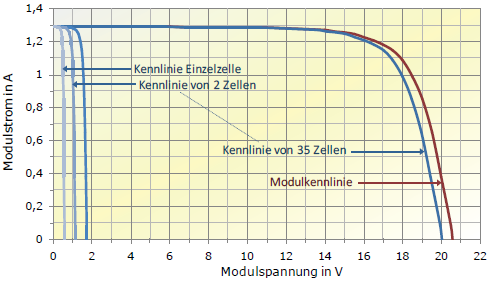 1,4
1.2
1
0,8
0,6
0,4
0,2
0
Modulstrom in A
Kennlinie Einzelzelle
Kennlinie von 2 Zellen
Kennlinie von 35 Zellen
Modulkennlinie
0 2 4 6 8 10 12 14 16 18 20 22
Modulspannung in V